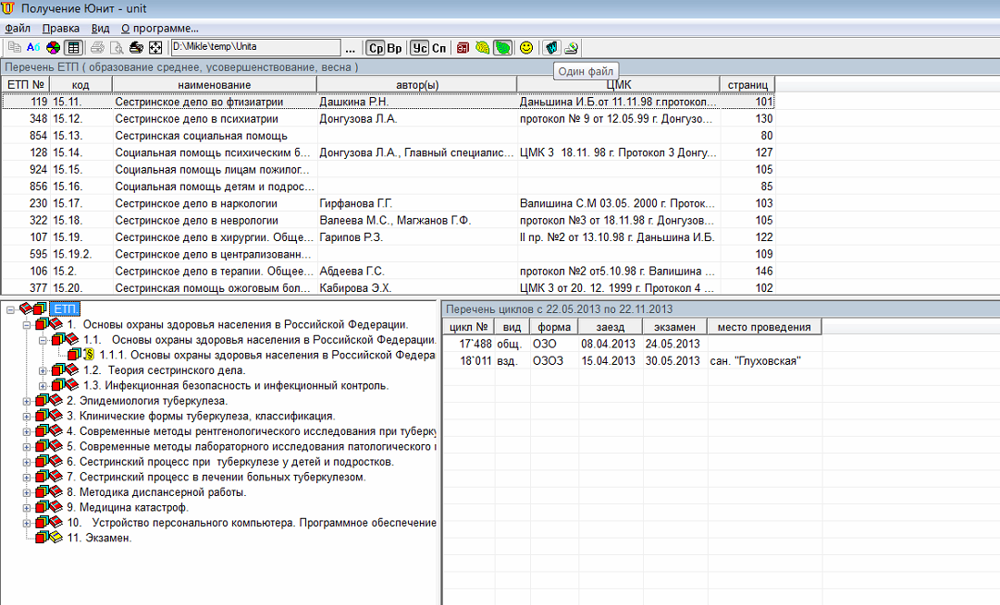 Получение Юнит - unit
Файл Правка Вид О программе...
Аб D:\Mikle\temp\Unita ... Ср Вр Ус Сп
Перечень ЕТП ( образование среднее, усовершенствование, весна )
Один файл
ЕТП № код наименование автор(ы) ЦМК страниц
119 15.11. Сестринское дело во фтизиатрии Дашкина Р.Н. Даньшина И.Б.от 11.11.98 г.протокол... 101
348 15.12. Сестринское дело в психиатрии Донгузова Л.А. протокол № 9 от 12.05.99 г. Донгузо... 130
854 15.13. Сестринская социальная помощь 80
128 15.14. Социальная помощь психическим б... Донгузова Л.А., Главный специалис... ЦМК 3 18.11. 98 г. Протокол 3 Донгу... 127
924 15.15. Социальная помощь лицам пожилог... 105
856 15.16. Социальная помощь детям и подрос... 85
230 15.17. Сестринское дело в наркологии Гирфанова Г.Г. Валишина С.М 03.05. 2000 г. Проток... 103
322 15.18. Сестринское дело в неврологии Валеева М.С., Магжанов Г.Ф. протокол №3 от 18.11.98 г. Донгузов... 105
107 15.19. Сестринское дело в хирургии. Обще... Гарипов Р.З. II пр. №2 от 13.10.98 г. Даньшина И.Б. 122
595 15.19.2. Сестринское дело в централизованн... 109
106 15.2. Сестринское дело в терапии. Общее... Абдеева Г.С. протокол №2 от5.10.98 г. Валишина ... 146
377 15.20. Сестринская помощь ожоговым бол... Кабирова Э.Х. ЦМК 3 от 20. 12. 1999 г. Протокол 4 ... 102
ЕТП.
1. Основы охраны здоровья населения в Российской Федерации.
1.1. Основы охраны здоровья населения в Российской Федерации.
§ 1.1.1. Основы охраны здоровья населения в Российской Федера
1.2. Теория сестринского дела.
1.3. Инфекционная безопасность и инфекционный контроль.
2. Эпидемиология туберкулеза.
3. Клинические формы туберкулеза, классификация.
4. Современные методы рентгенологического исследования при туберку
5. Современные методы лабораторного исследования патологического
6. Сестринский процесс при туберкулезе у детей и подростков.
7. Сестринский процесс в лечении больных туберкулезом.
8. Методика диспансерной работы.
9. Медицина катастроф.
10. Устройство персонального компьютера. Программное обеспечение
11. Экзамен.
Перечень циклов с 22.05.2013 по 22.11.2013
цикл № вид форма заезд экзамен место проведения
17`488 общ. ОЗО 08.04.2013 24.05.2013
18`011 взд. ОЗОЗ 15.04.2013 30.05.2013 сан. "Глуховская"